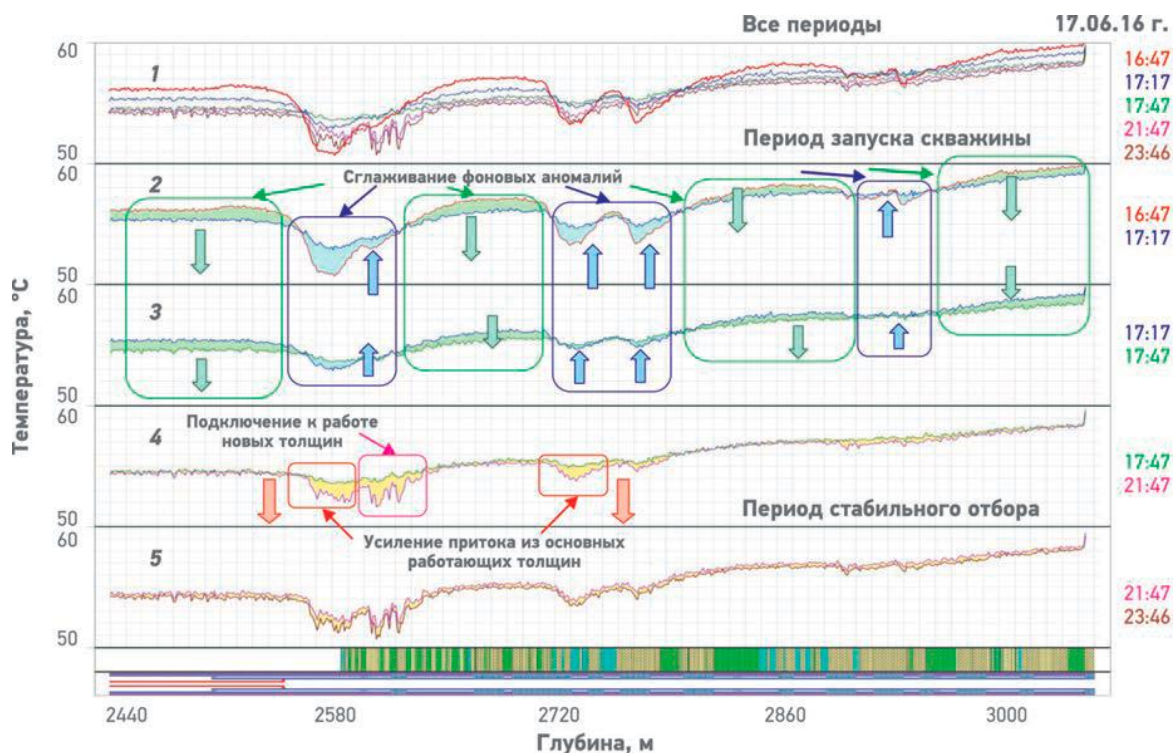 Все периоды 17.06.16 г.
60
1
16:47
17:17
17:47
21:47
23:46
50
Период запуска скважины
60
2
Сглаживание фоновых аномалий
16:47
17:17
50
60
3
17:17
17:47
50
60
4
Подключение к работе
новых толщин
17:47
21:47
50
Период стабильного отбора
Усиление притока из основных
работающих толщин
60
5
21:47
23:46
50
Температура, °C
2440 2580 2720 2860 3000
Глубина, м